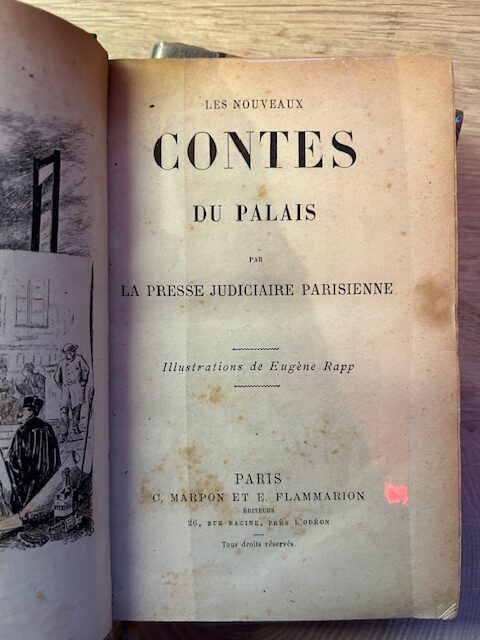 LES NOUVEAUX
CONTES
DU PALAIS
PAR
LA PRESSE JUDICIAIRE PARISIENNE
Illustrations de Eugène Rapp
PARIS
C. MARPON ET E. FLAMMARION
ÉDITEURS
26, RUE RACINE, PRÈS L'ODÉON
Tous droits réservés.